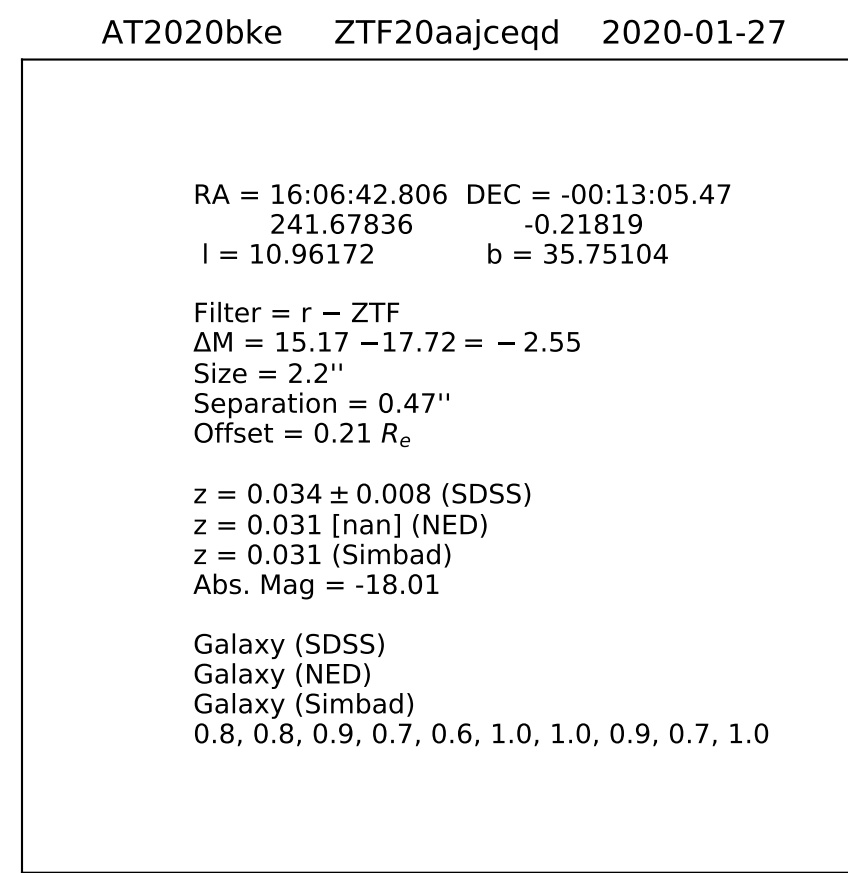 AT2020bke ZTF20aajceqd 2020-01-27
RA = 16:06:42.806 DEC = -00:13:05.47
241.67836 -0.21819
l = 10.96172 b = 35.75104
Filter = r − ZTF
ΔM = 15.17 −17.72 = − 2.55
Size = 2.2''
Separation = 0.47''
Offset = 0.21 Rₑ
z = 0.034 ± 0.008 (SDSS)
z = 0.031 [nan] (NED)
z = 0.031 (Simbad)
Abs. Mag = -18.01
Galaxy (SDSS)
Galaxy (NED)
Galaxy (Simbad)
0.8, 0.8, 0.9, 0.7, 0.6, 1.0, 1.0, 0.9, 0.7, 1.0